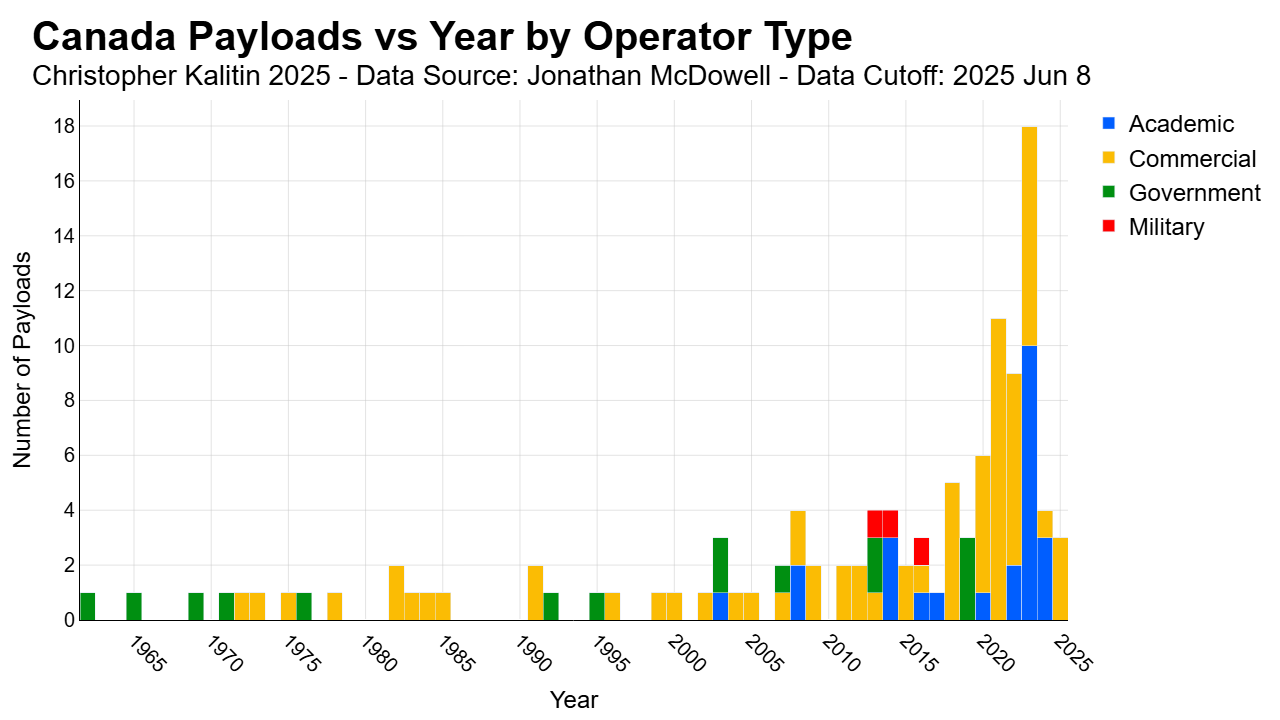 Canada Payloads vs Year by Operator Type
Christopher Kalitin 2025 - Data Source: Jonathan McDowell - Data Cutoff: 2025 Jun 8
Academic
Commercial
Government
Military
Number of Payloads
18
16
14
12
10
8
6
4
2
0
1965
1970
1975
1980
1985
1990
1995
2000
2005
2010
2015
2020
2025
Year